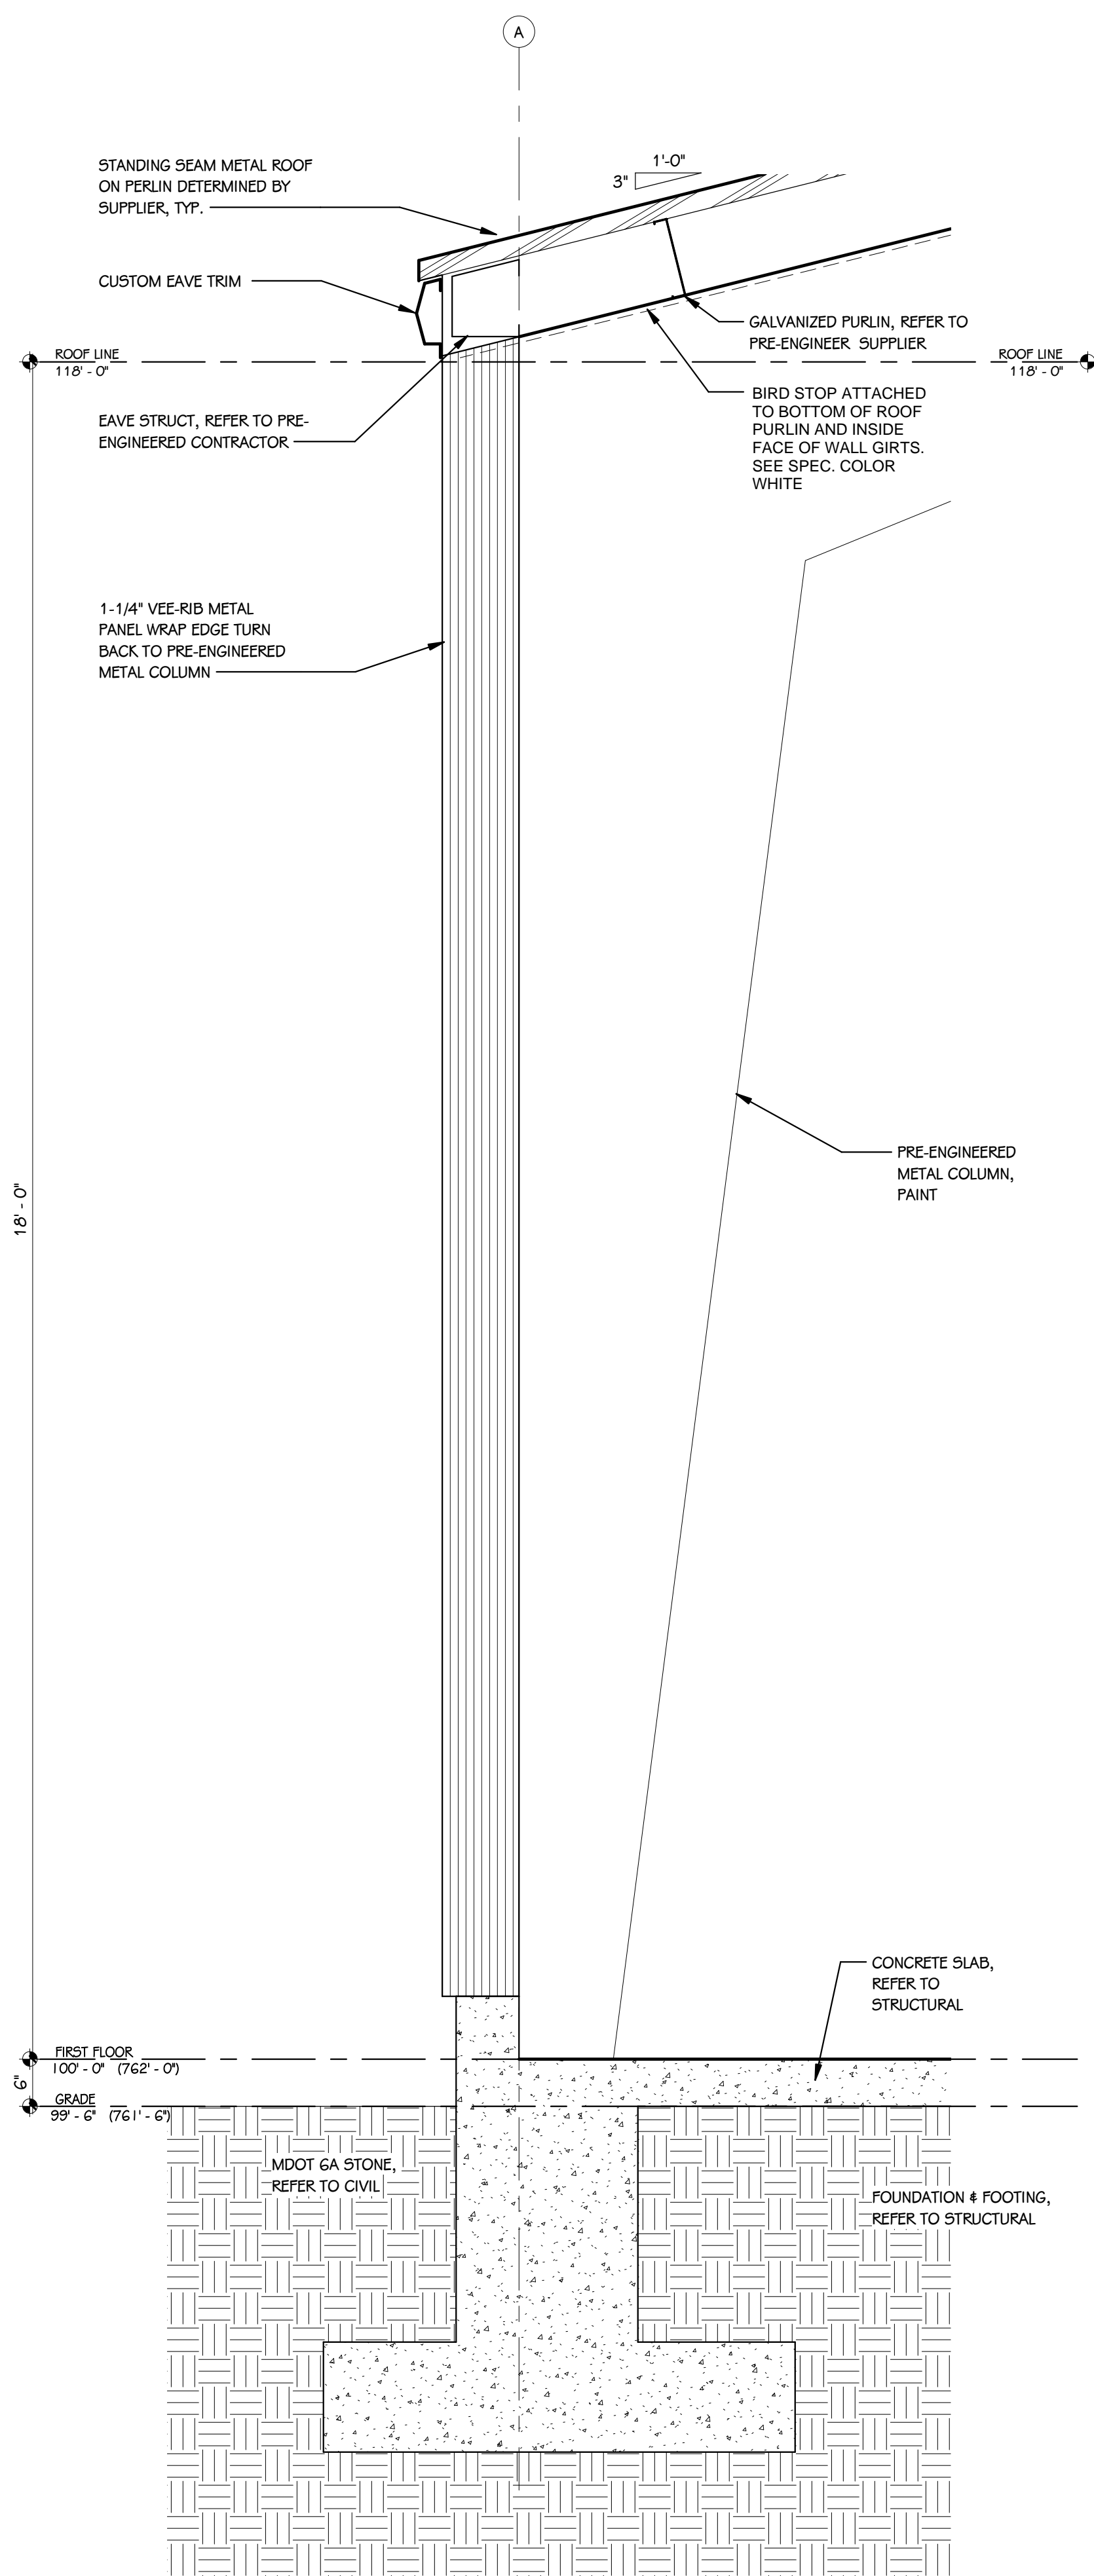 A
STANDING SEAM METAL ROOF
ON PERLIN DETERMINED BY
SUPPLIER, TYP.
1'-0"
3"
CUSTOM EAVE TRIM
GALVANIZED PURLIN, REFER TO
PRE-ENGINEER SUPPLIER
ROOF LINE
118' - 0"
ROOF LINE
118' - 0"
BIRD STOP ATTACHED
TO BOTTOM OF ROOF
PURLIN AND INSIDE
FACE OF WALL GIRTS.
SEE SPEC. COLOR
WHITE
EAVE STRUCT, REFER TO PRE-
ENGINEERED CONTRACTOR
1-1/4" VEE-RIB METAL
PANEL WRAP EDGE TURN
BACK TO PRE-ENGINEERED
METAL COLUMN
PRE-ENGINEERED
METAL COLUMN,
PAINT
18' - 0"
CONCRETE SLAB,
REFER TO
STRUCTURAL
FIRST FLOOR
100' - 0" (762' - 0")
6"
GRADE
99' - 6" (761' - 6")
MDOT 6A STONE,
REFER TO CIVIL
FOUNDATION & FOOTING,
REFER TO STRUCTURAL